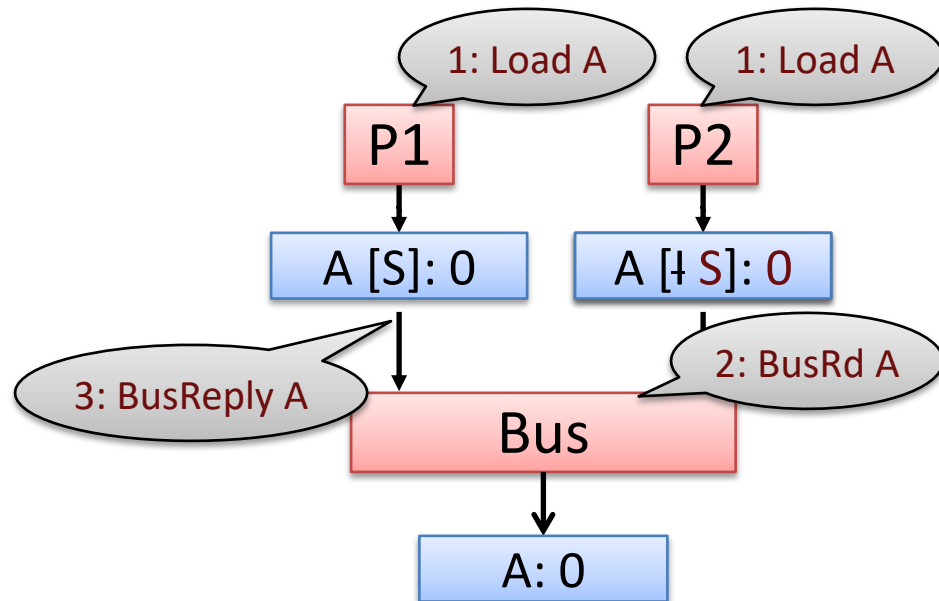 1: Load A
1: Load A
P1
P2
A [S]: 0
A [I S]: 0
3: BusReply A
2: BusRd A
Bus
A: 0